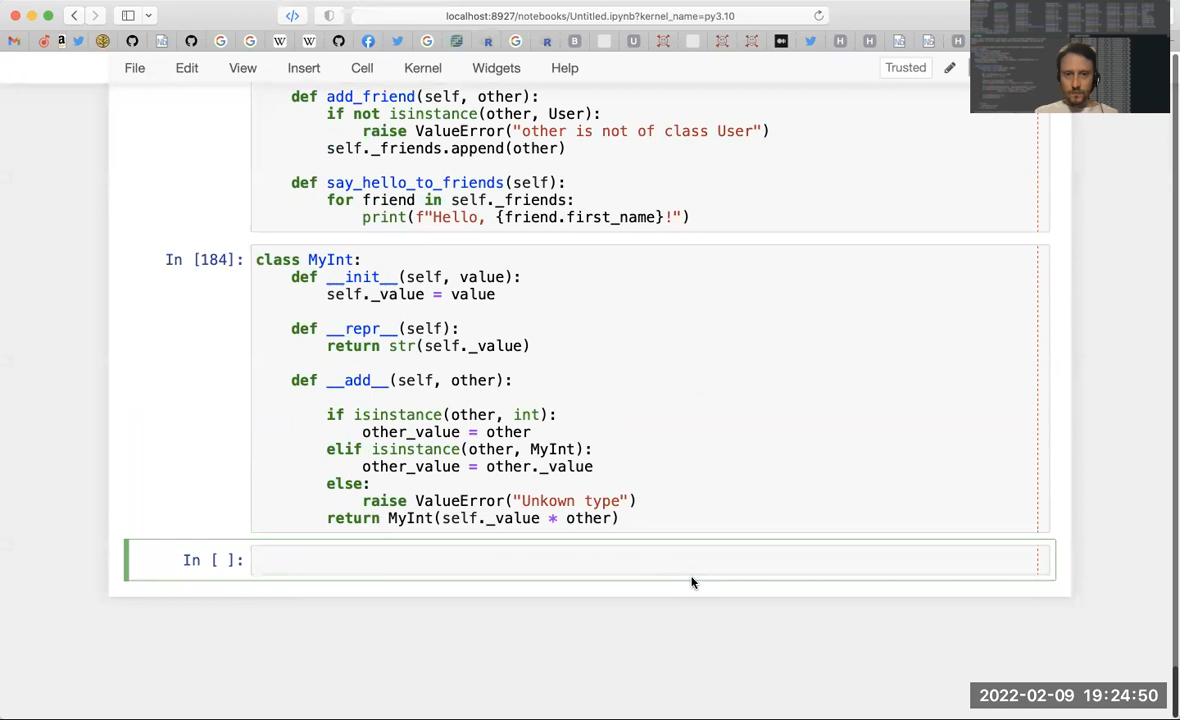 localhost:8927/notebooks/Untitled.ipynb?kernel_name=py3.10
File Edit View Insert Cell Kernel Widgets Help Trusted
def add_friend(self, other):
if not isinstance(other, User):
raise ValueError("other is not of class User")
self._friends.append(other)
def say_hello_to_friends(self):
for friend in self._friends:
print(f"Hello, {friend.first_name}!")
In [184]: class MyInt:
def __init__(self, value):
self._value = value
def __repr__(self):
return str(self._value)
def __add__(self, other):
if isinstance(other, int):
other_value = other
elif isinstance(other, MyInt):
other_value = other._value
else:
raise ValueError("Unkown type")
return MyInt(self._value * other)
In [ ]:
2022-02-09 19:24:50